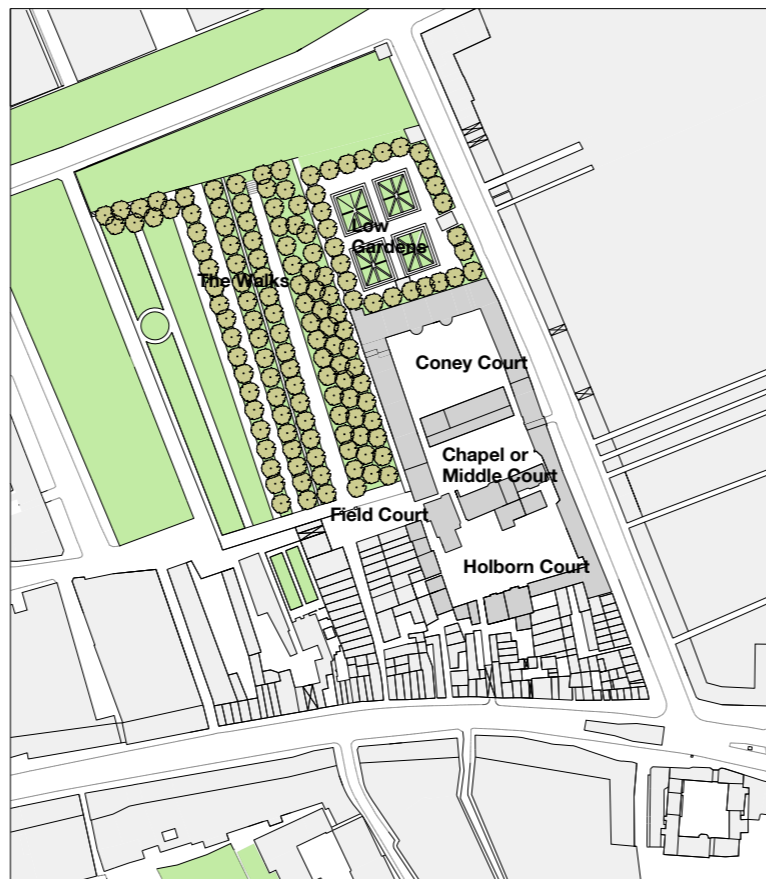 Low
Gardens
The Walks
Coney Court
Chapel or
Middle Court
Field Court
Holborn Court